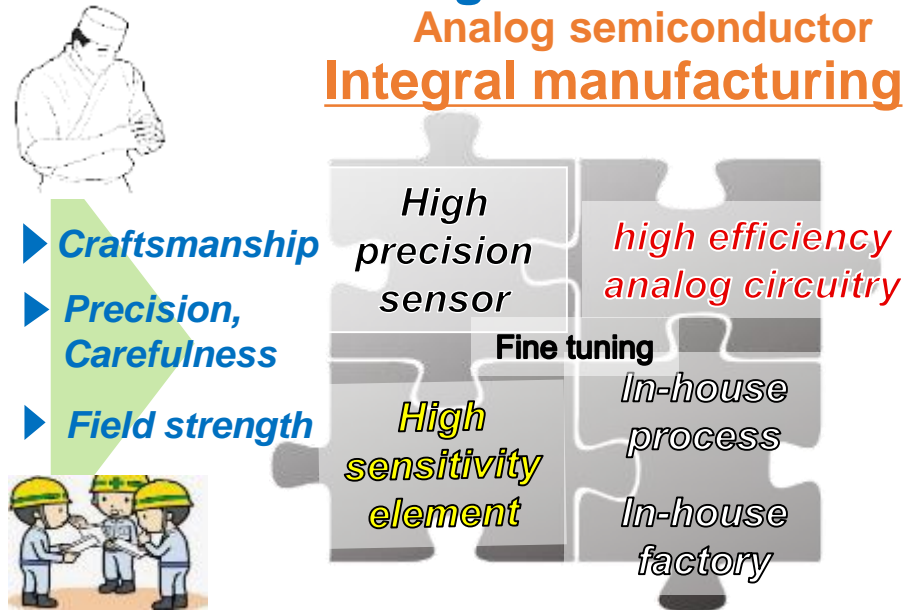 Analog semiconductor
Integral manufacturing
Craftsmanship
Precision,
Carefulness
Field strength
High
precision
sensor
high efficiency
analog circuitry
Fine tuning
High
sensitivity
element
In-house
process
In-house
factory